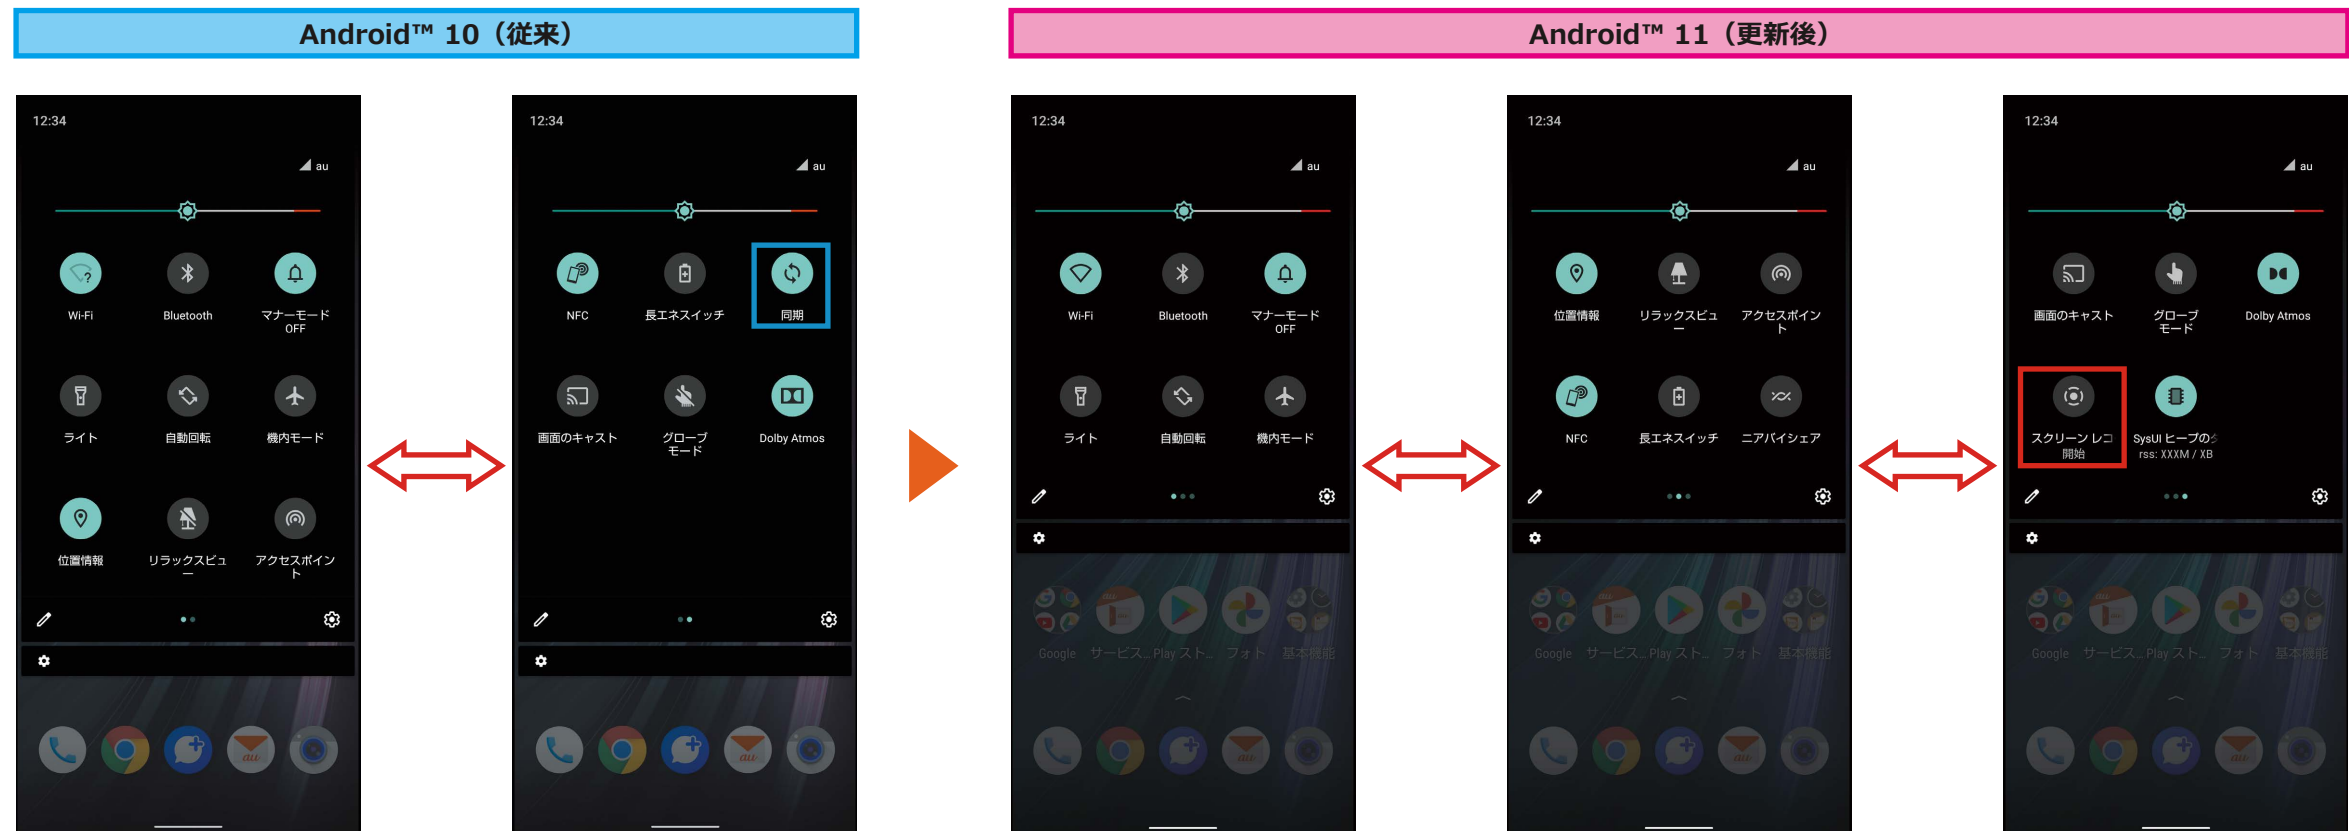 Android™ 10（従来）
Android™ 11（更新後）
12:34
au
Wi-Fi
Bluetooth
マナーモード
OFF
ライト
自動回転
機内モード
位置情報
リラックスビュ
ー
アクセスポイン
ト
au
12:34
au
NFC
長エネスイッチ
同期
画面のキャスト
グローブ
モード
Dolby Atmos
au
12:34
au
Wi-Fi
Bluetooth
マナーモード
OFF
ライト
自動回転
機内モード
Google
サービス...
Play スト...
フォト
基本機能
au
12:34
au
位置情報
リラックスビュ
ー
アクセスポイン
ト
NFC
長エネスイッチ
ニアバイシェア
Google
サービス...
Play スト...
フォト
基本機能
au
12:34
au
画面のキャスト
グローブ
モード
Dolby Atmos
スクリーン レコ
開始
SysUI ヒープの
rss: XXXM / XB
Google
サービス...
Play スト...
フォト
基本機能
au